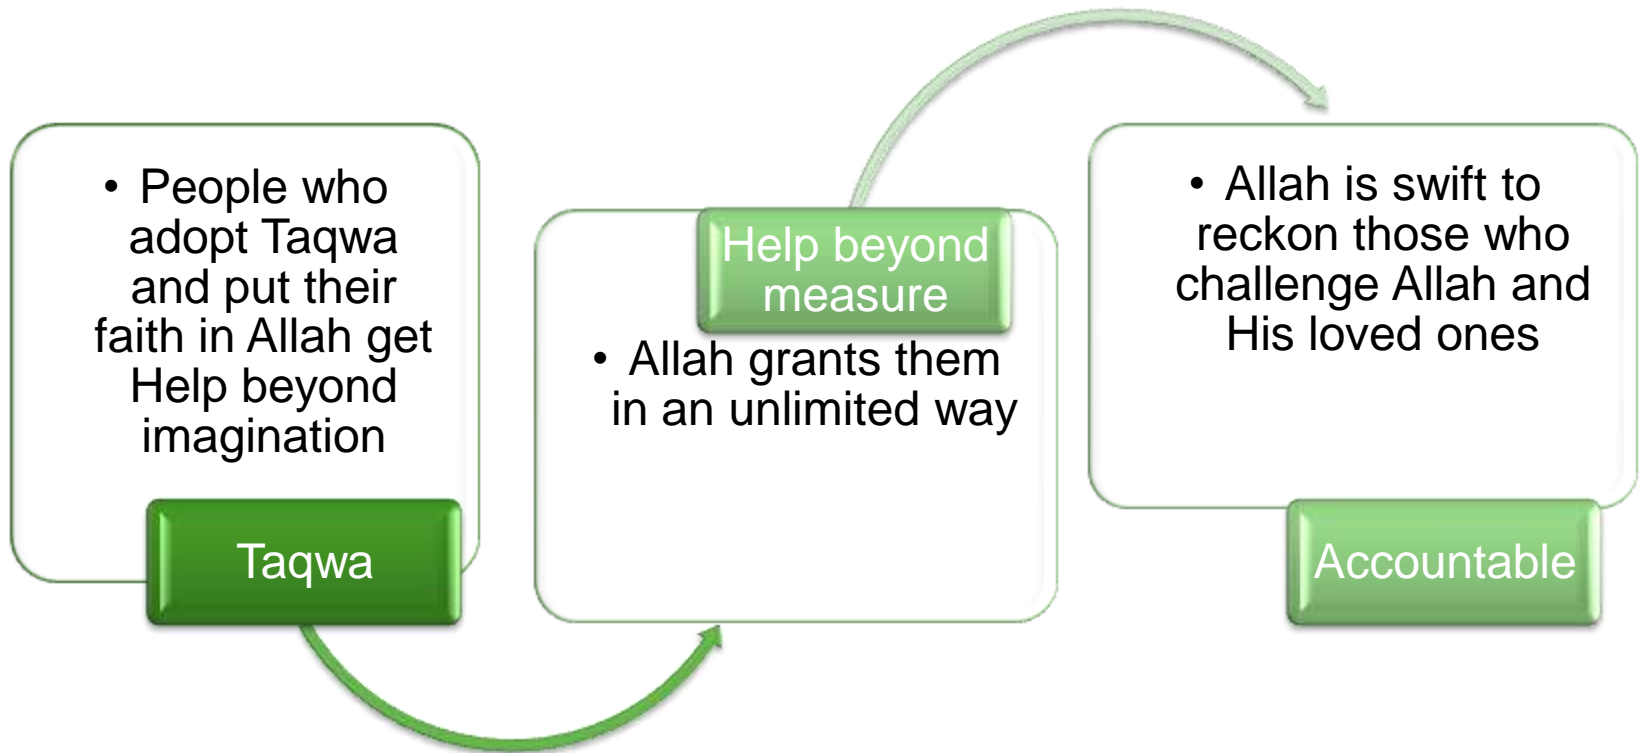 • People who
adopt Taqwa
and put their
faith in Allah get
Help beyond
imagination
Taqwa
Help beyond
measure
• Allah grants them
in an unlimited way
• Allah is swift to
reckon those who
challenge Allah and
His loved ones
Accountable